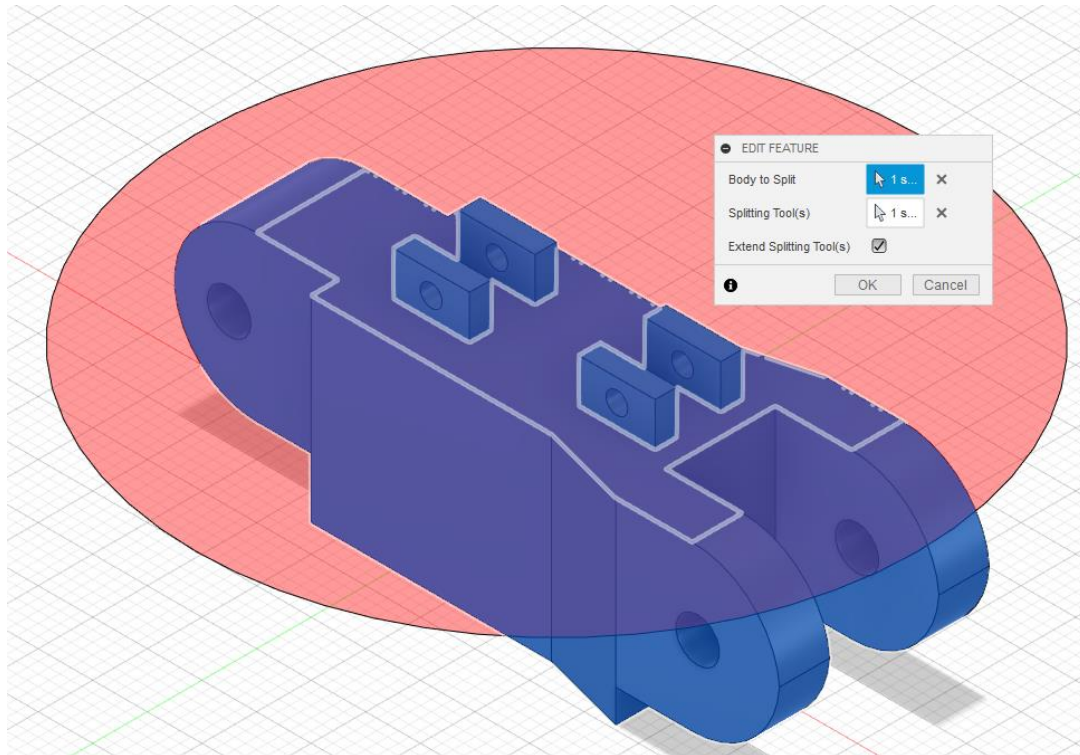 EDIT FEATURE
Body to Split 1 s...
Splitting Tool(s) 1 s...
Extend Splitting Tool(s)
OK Cancel